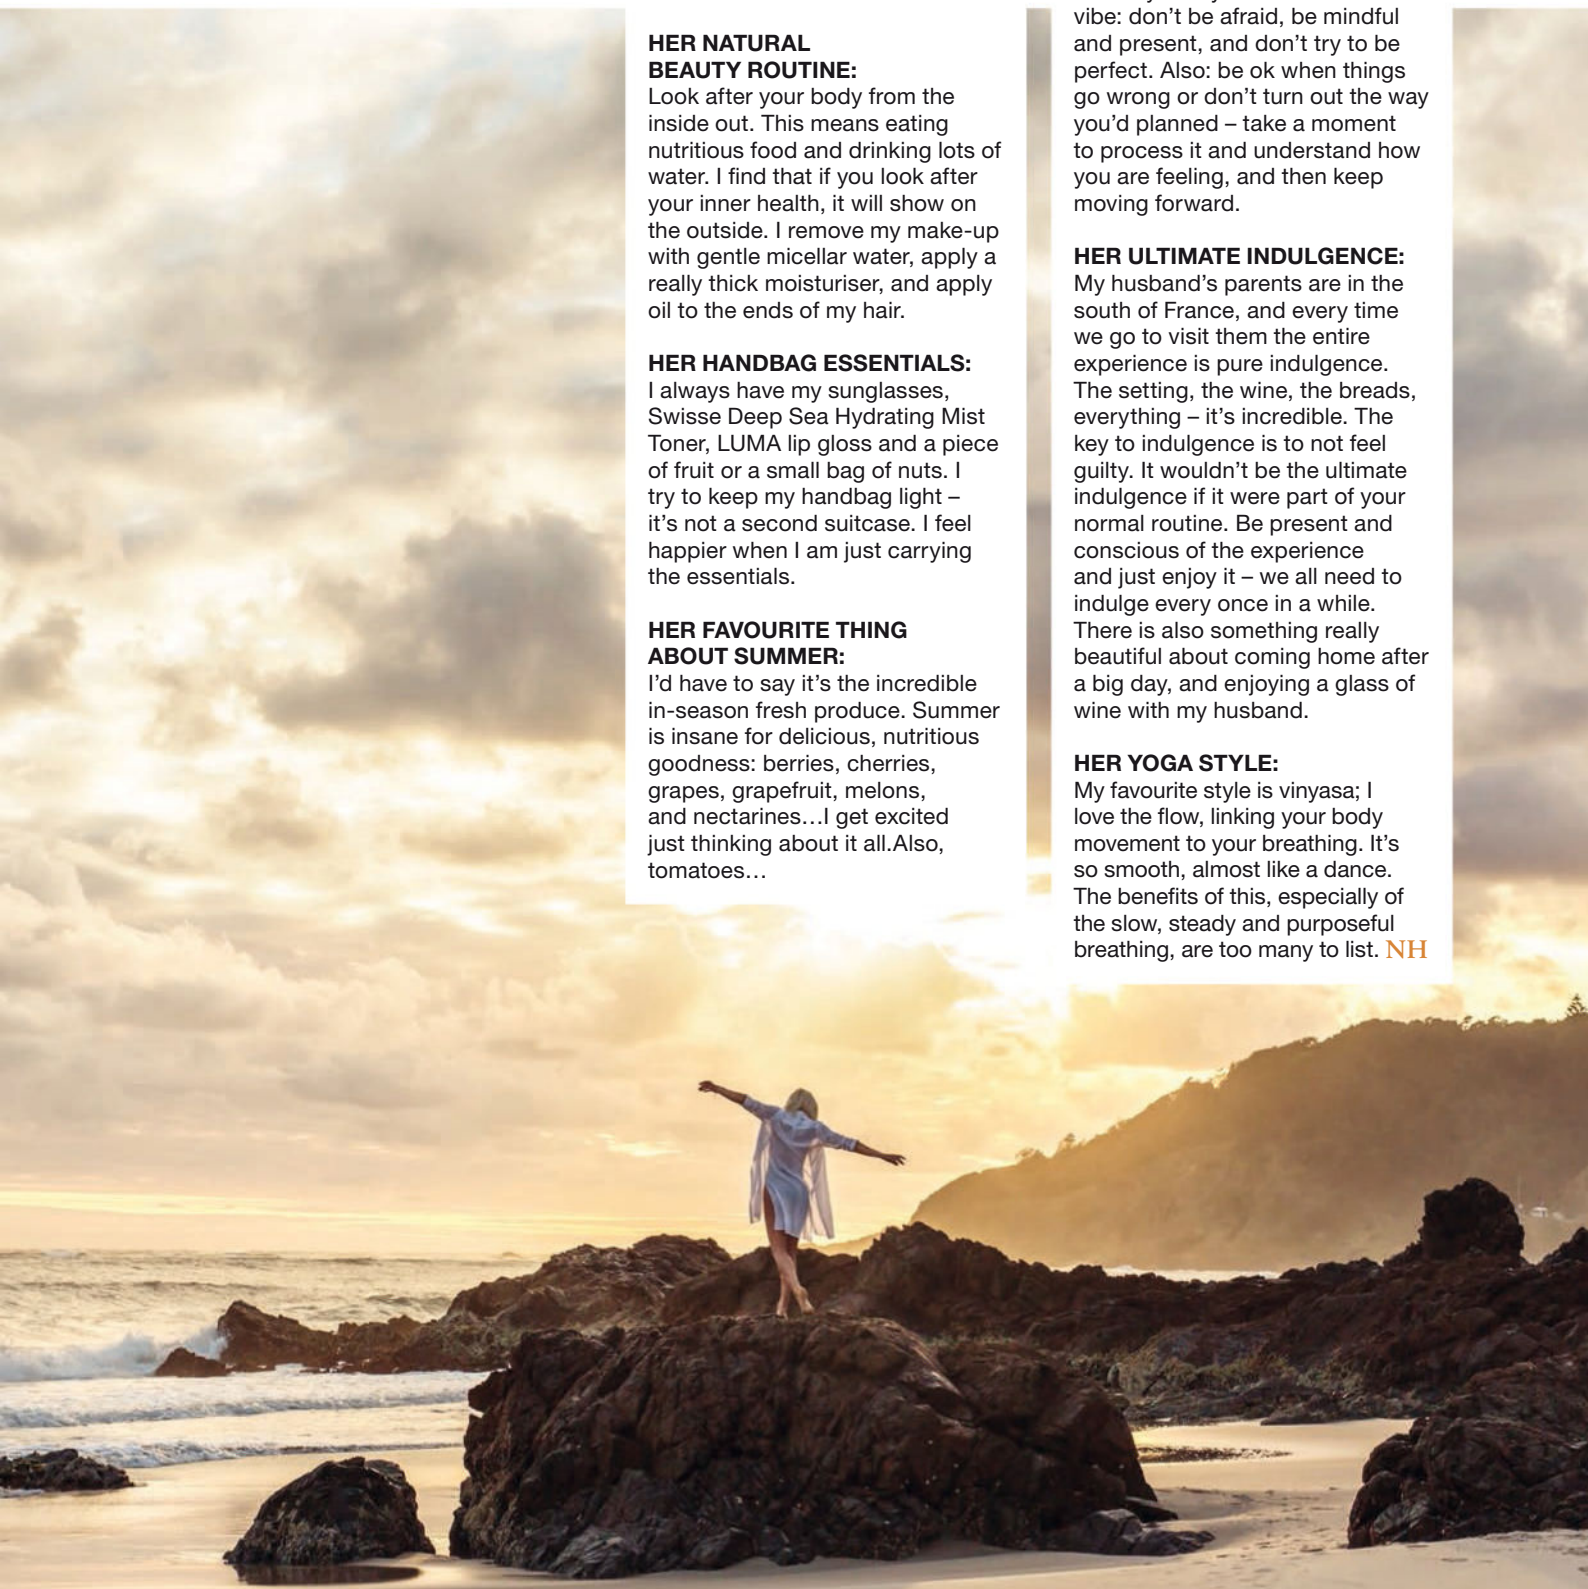 HER NATURAL
BEAUTY ROUTINE:
Look after your body from the
inside out. This means eating
nutritious food and drinking lots of
water. I find that if you look after
your inner health, it will show on
the outside. I remove my make-up
with gentle micellar water, apply a
really thick moisturiser, and apply
oil to the ends of my hair.
HER HANDBAG ESSENTIALS:
I always have my sunglasses,
Swisse Deep Sea Hydrating Mist
Toner, LUMA lip gloss and a piece
of fruit or a small bag of nuts. I
try to keep my handbag light –
it’s not a second suitcase. I feel
happier when I am just carrying
the essentials.
HER FAVOURITE THING
ABOUT SUMMER:
I’d have to say it’s the incredible
in-season fresh produce. Summer
is insane for delicious, nutritious
goodness: berries, cherries,
grapes, grapefruit, melons,
and nectarines…I get excited
just thinking about it all.Also,
tomatoes…
vibe: don’t be afraid, be mindful
and present, and don’t try to be
perfect. Also: be ok when things
go wrong or don’t turn out the way
you’d planned – take a moment
to process it and understand how
you are feeling, and then keep
moving forward.
HER ULTIMATE INDULGENCE:
My husband’s parents are in the
south of France, and every time
we go to visit them the entire
experience is pure indulgence.
The setting, the wine, the breads,
everything – it’s incredible. The
key to indulgence is to not feel
guilty. It wouldn’t be the ultimate
indulgence if it were part of your
normal routine. Be present and
conscious of the experience
and just enjoy it – we all need to
indulge every once in a while.
There is also something really
beautiful about coming home after
a big day, and enjoying a glass of
wine with my husband.
HER YOGA STYLE:
My favourite style is vinyasa; I
love the flow, linking your body
movement to your breathing. It’s
so smooth, almost like a dance.
The benefits of this, especially of
the slow, steady and purposeful
breathing, are too many to list. NH